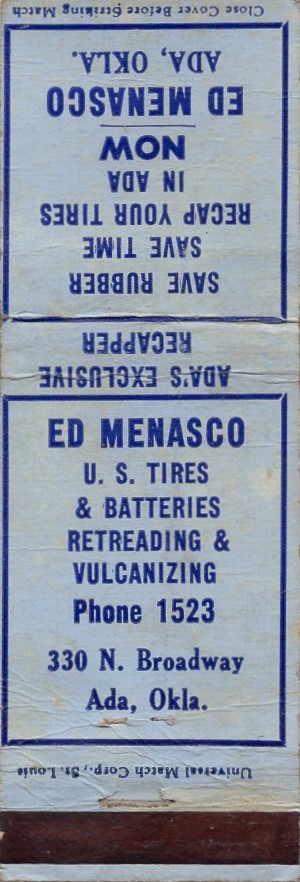 ED MENASCO
U. S. TIRES
& BATTERIES
RETREADING &
VULCANIZING
Phone 1523
330 N. Broadway
Ada, Okla.
ADA'S EXCLUSIVE
RECAPPER
SAVE RUBBER
SAVE TIME
RECAP YOUR TIRES
IN ADA
NOW
ED MENASCO
ADA, OKLA.
Close Cover Before Striking Match
Universal Match Corp., St. Louis